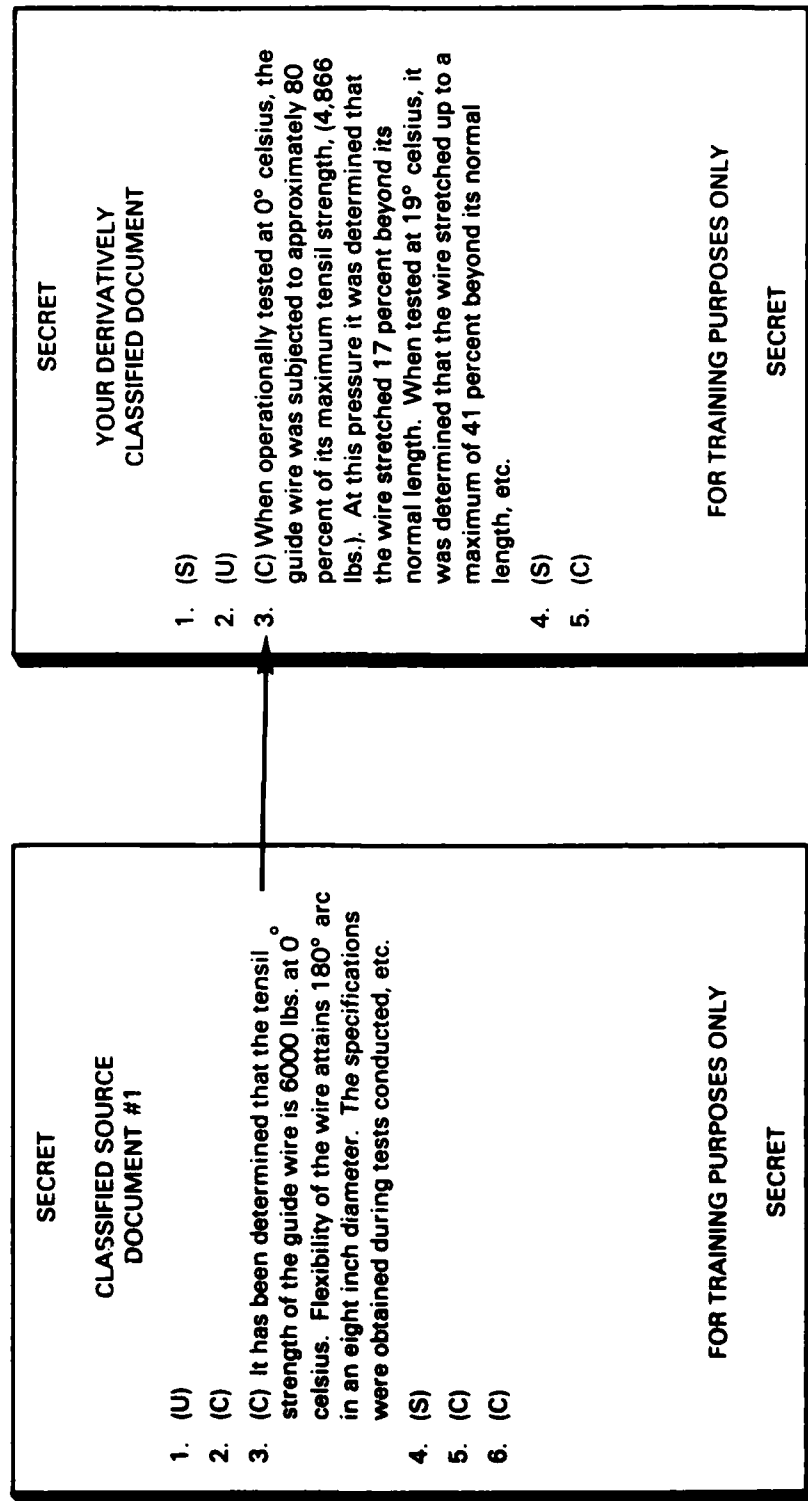 SECRET
CLASSIFIED SOURCE
DOCUMENT #1
1. (U)
2. (C)
3. (C) It has been determined that the tensil
strength of the guide wire is 6000 lbs. at 0°
celsius. Flexibility of the wire attains 180° arc
in an eight inch diameter. The specifications
were obtained during tests conducted, etc.
4. (S)
5. (C)
6. (C)
FOR TRAINING PURPOSES ONLY
SECRET
SECRET
YOUR DERIVATIVELY
CLASSIFIED DOCUMENT
1. (S)
2. (U)
3. (C) When operationally tested at 0° celsius, the
guide wire was subjected to approximately 80
percent of its maximum tensil strength, (4,866
lbs.). At this pressure it was determined that
the wire stretched 17 percent beyond its
normal length. When tested at 19° celsius, it
was determined that the wire stretched up to a
maximum of 41 percent beyond its normal
length, etc.
4. (S)
5. (C)
FOR TRAINING PURPOSES ONLY
SECRET